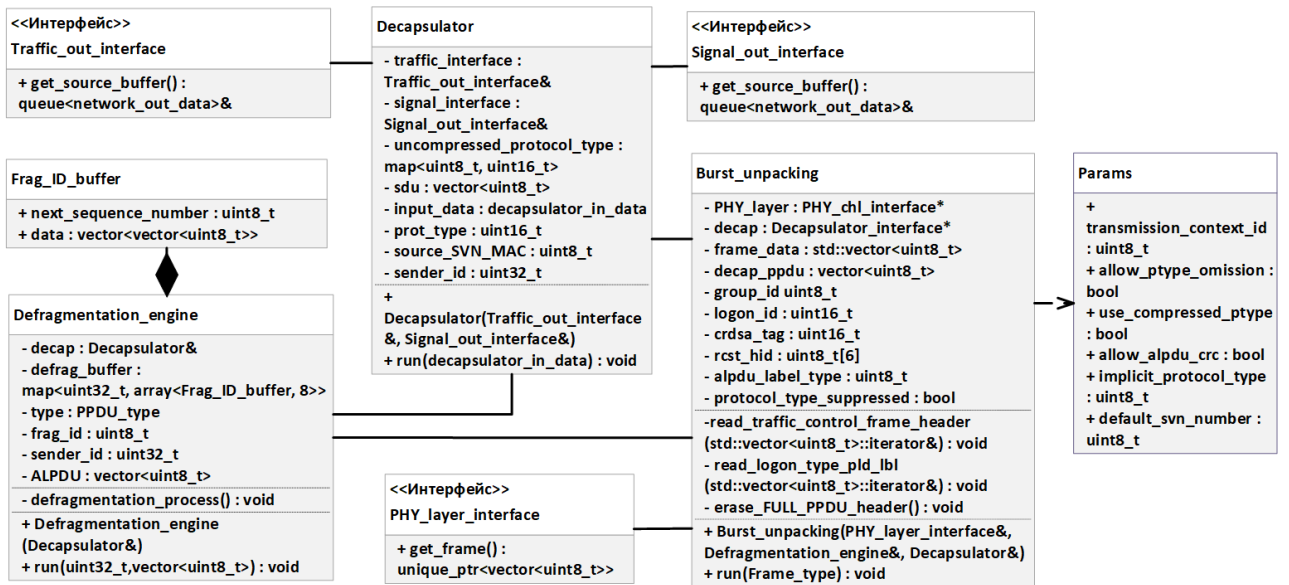 <<Интерфейс>>
Traffic_out_interface
+ get_source_buffer() :
queue<network_out_data>&
Decapsulator
- traffic_interface :
Traffic_out_interface&
- signal_interface :
Signal_out_interface&
- uncompressed_protocol_type :
map<uint8_t, uint16_t>
- sdu : vector<uint8_t>
- input_data : decapsulator_in_data
- prot_type : uint16_t
- source_SVN_MAC : uint8_t
- sender_id : uint32_t
+
Decapsulator(Traffic_out_interface
&, Signal_out_interface&)
+ run(decapsulator_in_data) : void
<<Интерфейс>>
Signal_out_interface
+ get_source_buffer() :
queue<network_out_data>&
Frag_ID_buffer
+ next_sequence_number : uint8_t
+ data : vector<vector<uint8_t>>
Defragmentation_engine
- decap : Decapsulator&
- defrag_buffer :
map<uint32_t, array<Frag_ID_buffer, 8>>
- type : PPDU_type
- frag_id : uint8_t
- sender_id : uint32_t
- ALPDU : vector<uint8_t>
- defragmentation_process() : void
+ Defragmentation_engine
(Decapsulator&)
+ run(uint32_t,vector<uint8_t>) : void
<<Интерфейс>>
PHY_layer_interface
+ get_frame() :
unique_ptr<vector<uint8_t>>
Burst_unpacking
- PHY_layer : PHY_chl_interface*
- decap : Decapsulator_interface*
- frame_data : std::vector<uint8_t>
- decap_ppdu : vector<uint8_t>
- group_id uint8_t
- logon_id : uint16_t
- crdsa_tag : uint16_t
- rcst_hid : uint8_t[6]
- alpdu_label_type : uint8_t
- protocol_type_suppressed : bool
-read_traffic_control_frame_header
(std::vector<uint8_t>::iterator&) : void
- read_logon_type_pld_lbl
(std::vector<uint8_t>::iterator&) : void
- erase_FULL_PPDU_header() : void
+ Burst_unpacking(PHY_layer_interface&,
Defragmentation_engine&, Decapsulator&)
+ run(Frame_type) : void
Params
+
transmission_context_id
: uint8_t
+ allow_ptype_omission :
bool
+ use_compressed_ptype
: bool
+ allow_alpdu_crc : bool
+ implicit_protocol_type
: uint8_t
+ default_svn_number :
uint8_t